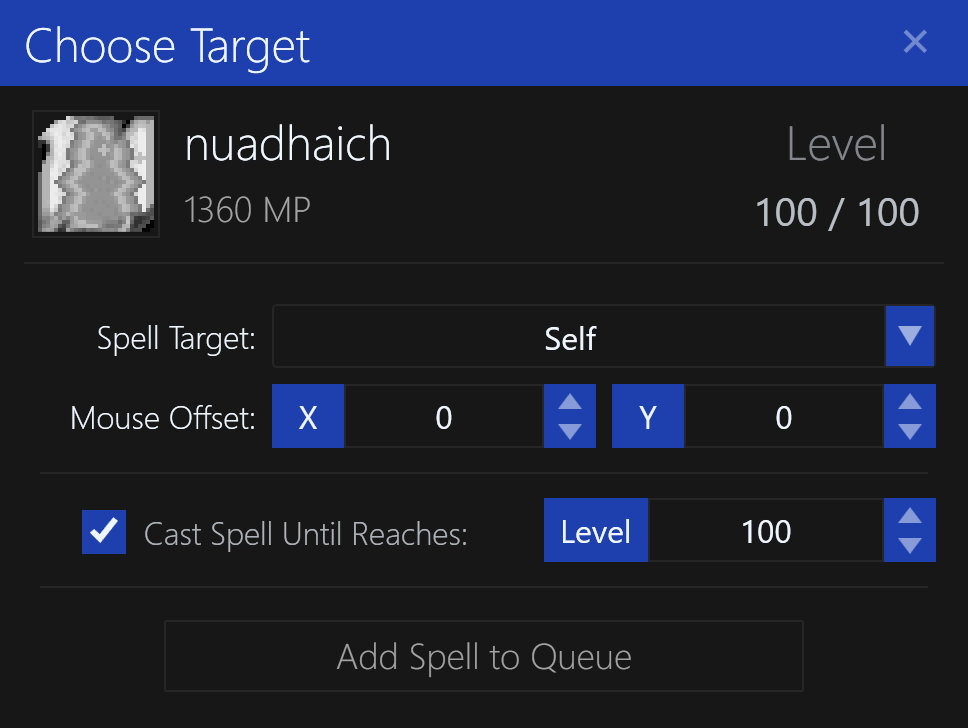 Choose Target
nuadhaich
1360 MP
Level
100 / 100
Spell Target:
Self
Mouse Offset:
X
0
Y
0
Cast Spell Until Reaches:
Level
100
Add Spell to Queue